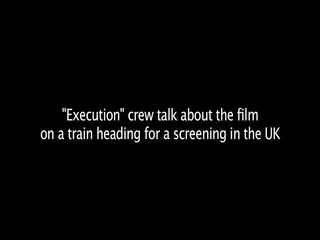 "Execution" crew talk about the film
on a train heading for a screening in the UK